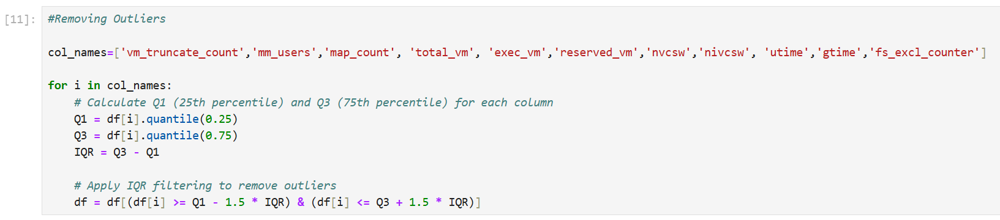 [11]: #Removing Outliers
col_names=['vm_truncate_count','mm_users','map_count', 'total_vm', 'exec_vm','reserved_vm','nvcsw','nivcsw', 'utime','gtime','fs_excl_counter']
for i in col_names:
    # Calculate Q1 (25th percentile) and Q3 (75th percentile) for each column
    Q1 = df[i].quantile(0.25)
    Q3 = df[i].quantile(0.75)
    IQR = Q3 - Q1
    # Apply IQR filtering to remove outliers
    df = df[(df[i] >= Q1 - 1.5 * IQR) & (df[i] <= Q3 + 1.5 * IQR)]